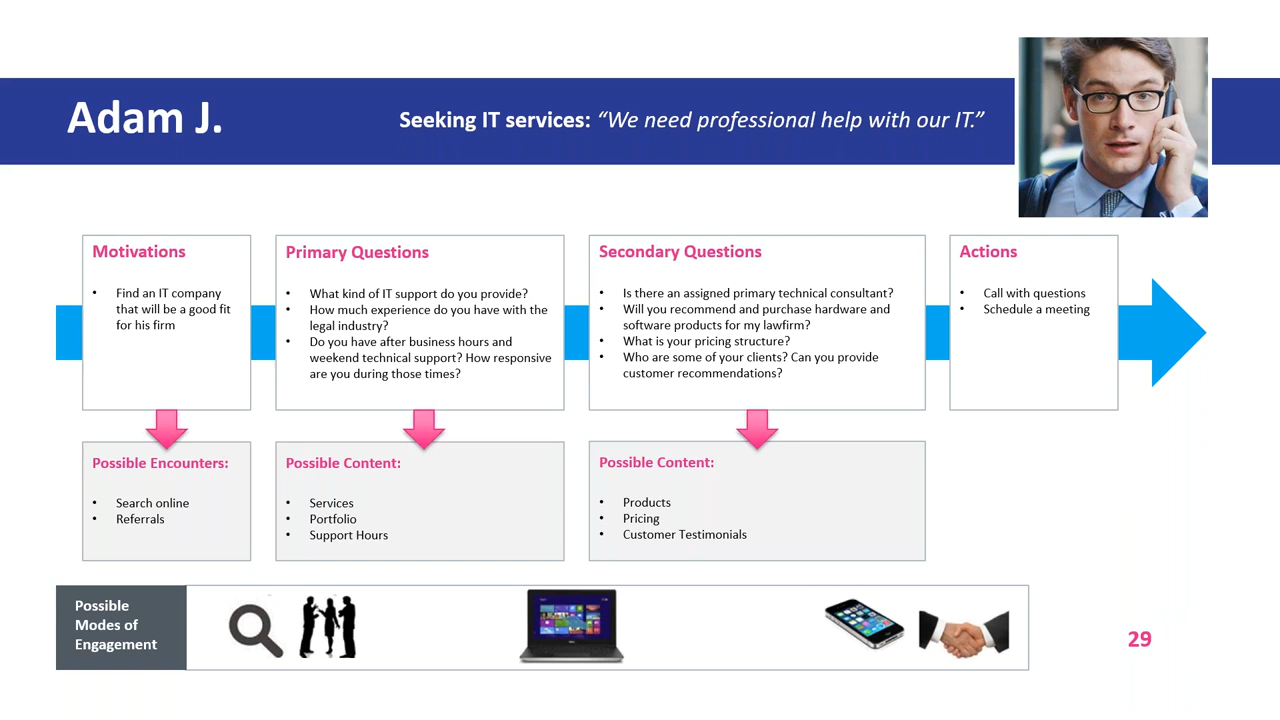 Adam J.
Seeking IT services: “We need professional help with our IT.”
Motivations
• Find an IT company
that will be a good fit
for his firm
Primary Questions
• What kind of IT support do you provide?
• How much experience do you have with the
legal industry?
• Do you have after business hours and
weekend technical support? How responsive
are you during those times?
Secondary Questions
• Is there an assigned primary technical consultant?
• Will you recommend and purchase hardware and
software products for my lawfirm?
• What is your pricing structure?
• Who are some of your clients? Can you provide
customer recommendations?
Actions
• Call with questions
• Schedule a meeting
Possible Encounters:
• Search online
• Referrals
Possible Content:
• Services
• Portfolio
• Support Hours
Possible Content:
• Products
• Pricing
• Customer Testimonials
Possible
Modes of
Engagement
29